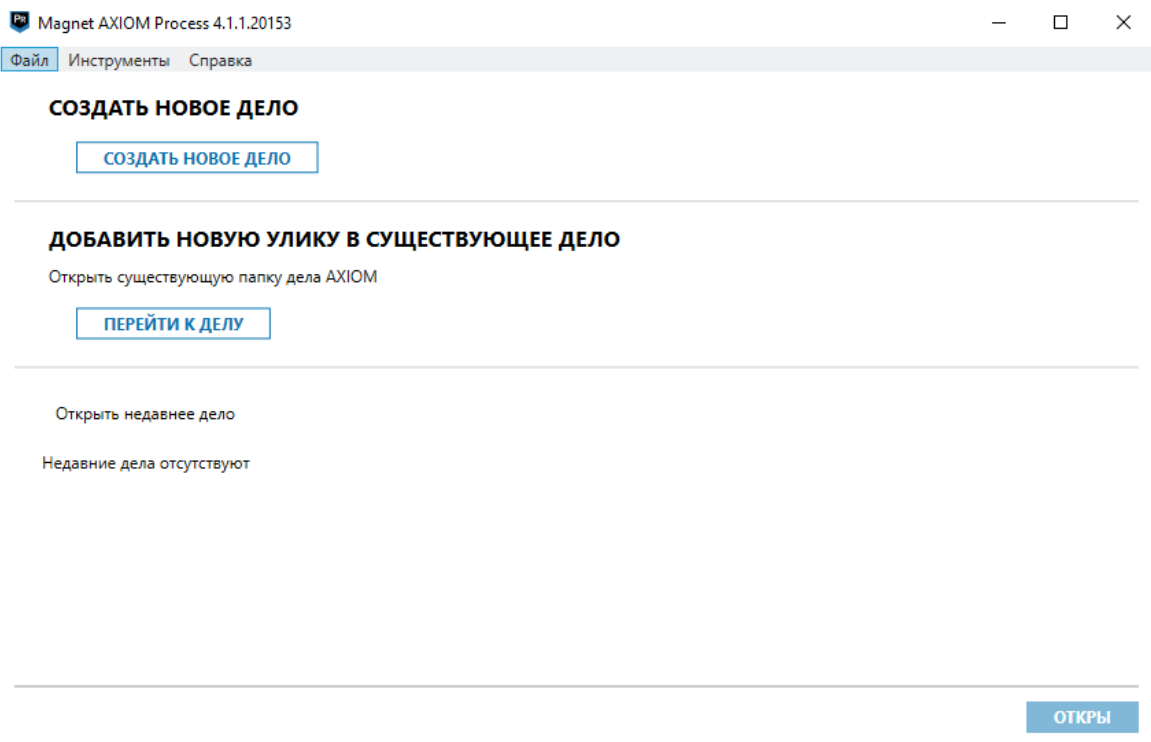 PR Magnet AXIOM Process 4.1.1.20153
Файл Инструменты Справка
СОЗДАТЬ НОВОЕ ДЕЛО
СОЗДАТЬ НОВОЕ ДЕЛО
ДОБАВИТЬ НОВУЮ УЛИКУ В СУЩЕСТВУЮЩЕЕ ДЕЛО
Открыть существующую папку дела AXIOM
ПЕРЕЙТИ К ДЕЛУ
Открыть недавнее дело
Недавние дела отсутствуют
ОТКРЫ